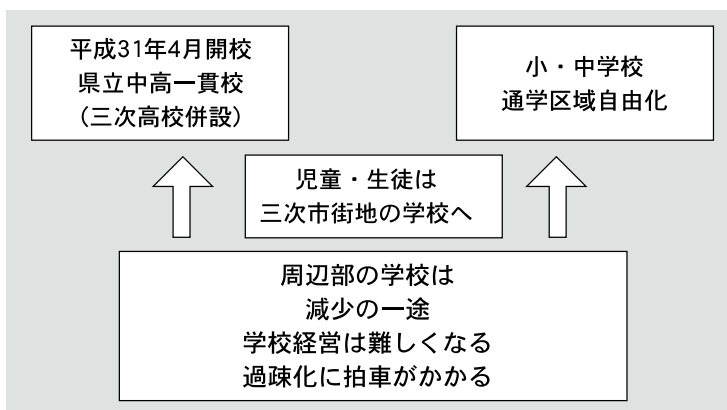 平成31年4月開校
県立中高一貫校
（三次高校併設）
小・中学校
通学区域自由化
児童・生徒は
三次市街地の学校へ
周辺部の学校は
減少の一途
学校経営は難しくなる
過疎化に拍車がかかる